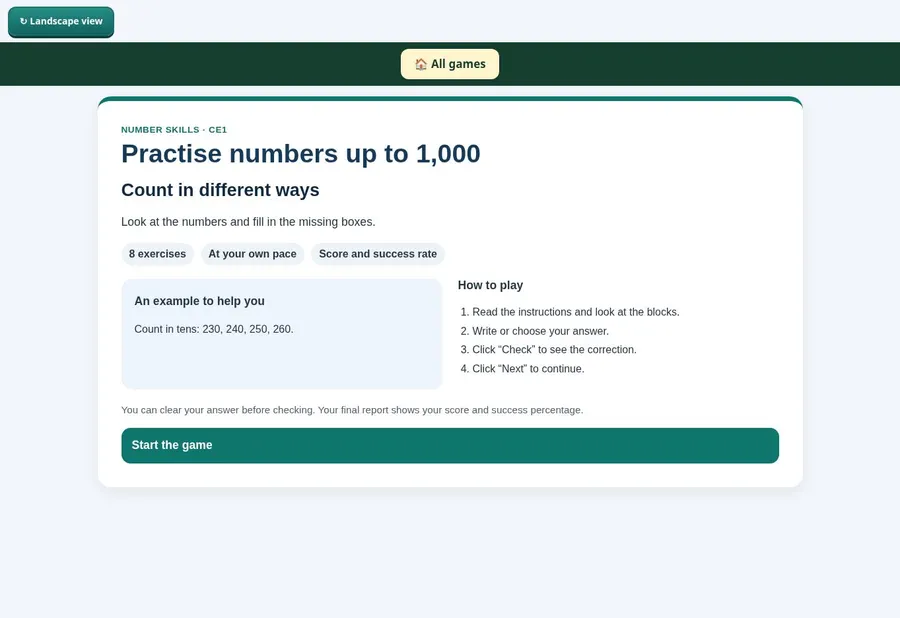 ↻ Landscape view
🏠 All games
NUMBER SKILLS · CE1
Practise numbers up to 1,000
Count in different ways
Look at the numbers and fill in the missing boxes.
8 exercises At your own pace Score and success rate
An example to help you
Count in tens: 230, 240, 250, 260.
How to play
1. Read the instructions and look at the blocks.
2. Write or choose your answer.
3. Click “Check” to see the correction.
4. Click “Next” to continue.
You can clear your answer before checking. Your final report shows your score and success percentage.
Start the game